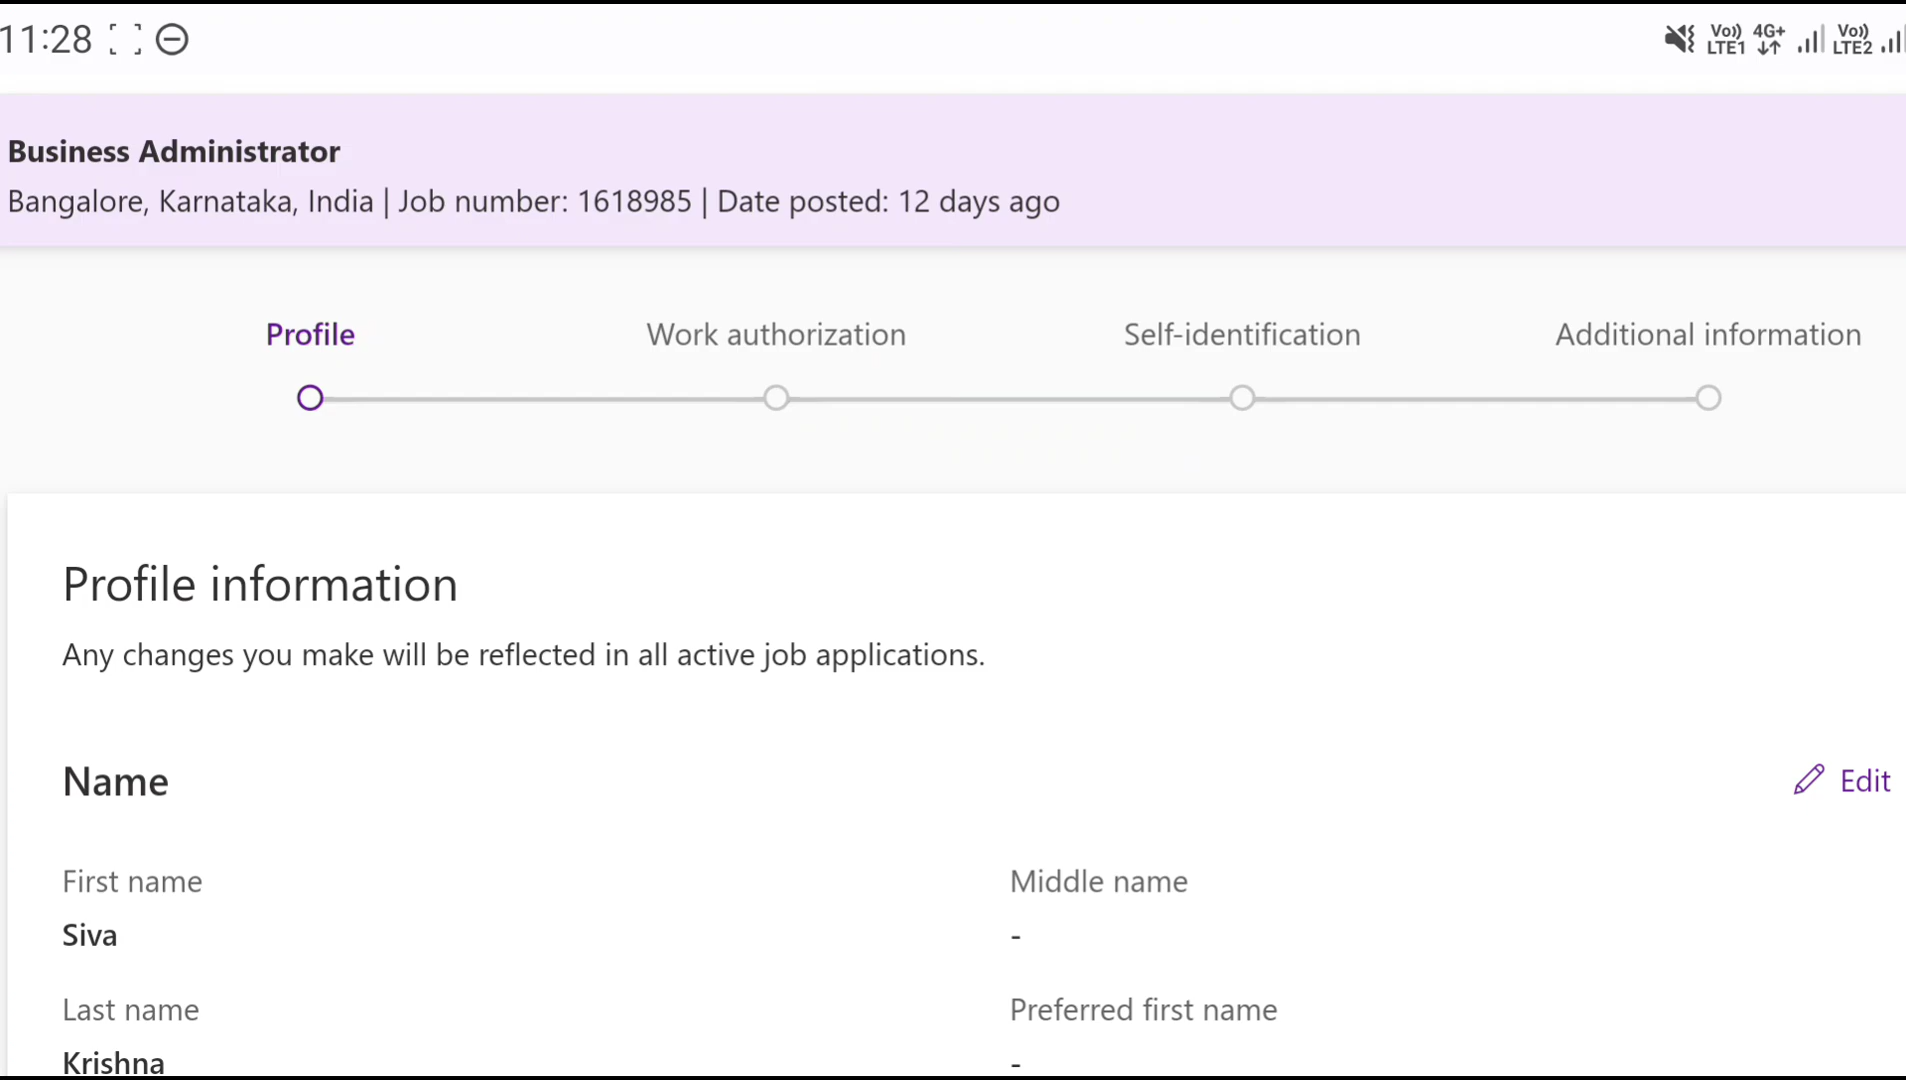 11:28
Vo)) LTE1 4G+ Vo)) LTE2
Business Administrator
Bangalore, Karnataka, India | Job number: 1618985 | Date posted: 12 days ago
Profile Work authorization Self-identification Additional information
Profile information
Any changes you make will be reflected in all active job applications.
Name Edit
First name Middle name
Siva -
Last name Preferred first name
Krishna -